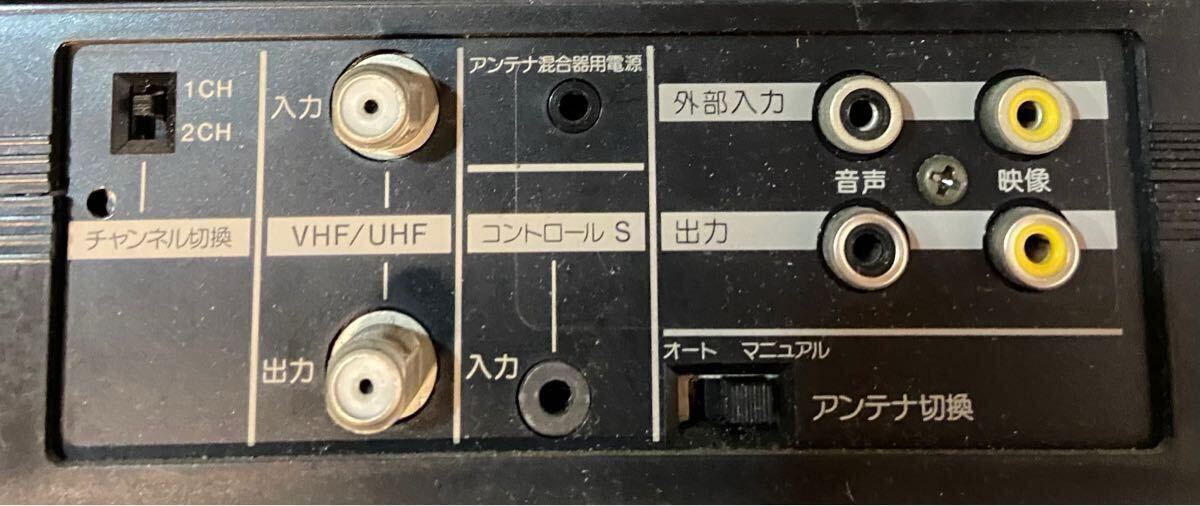 1CH
2CH
チャンネル切換
入力
VHF/UHF
出力
アンテナ混合器用電源
コントロール S
入力
外部入力
音声
映像
出力
オート マニュアル
アンテナ切換